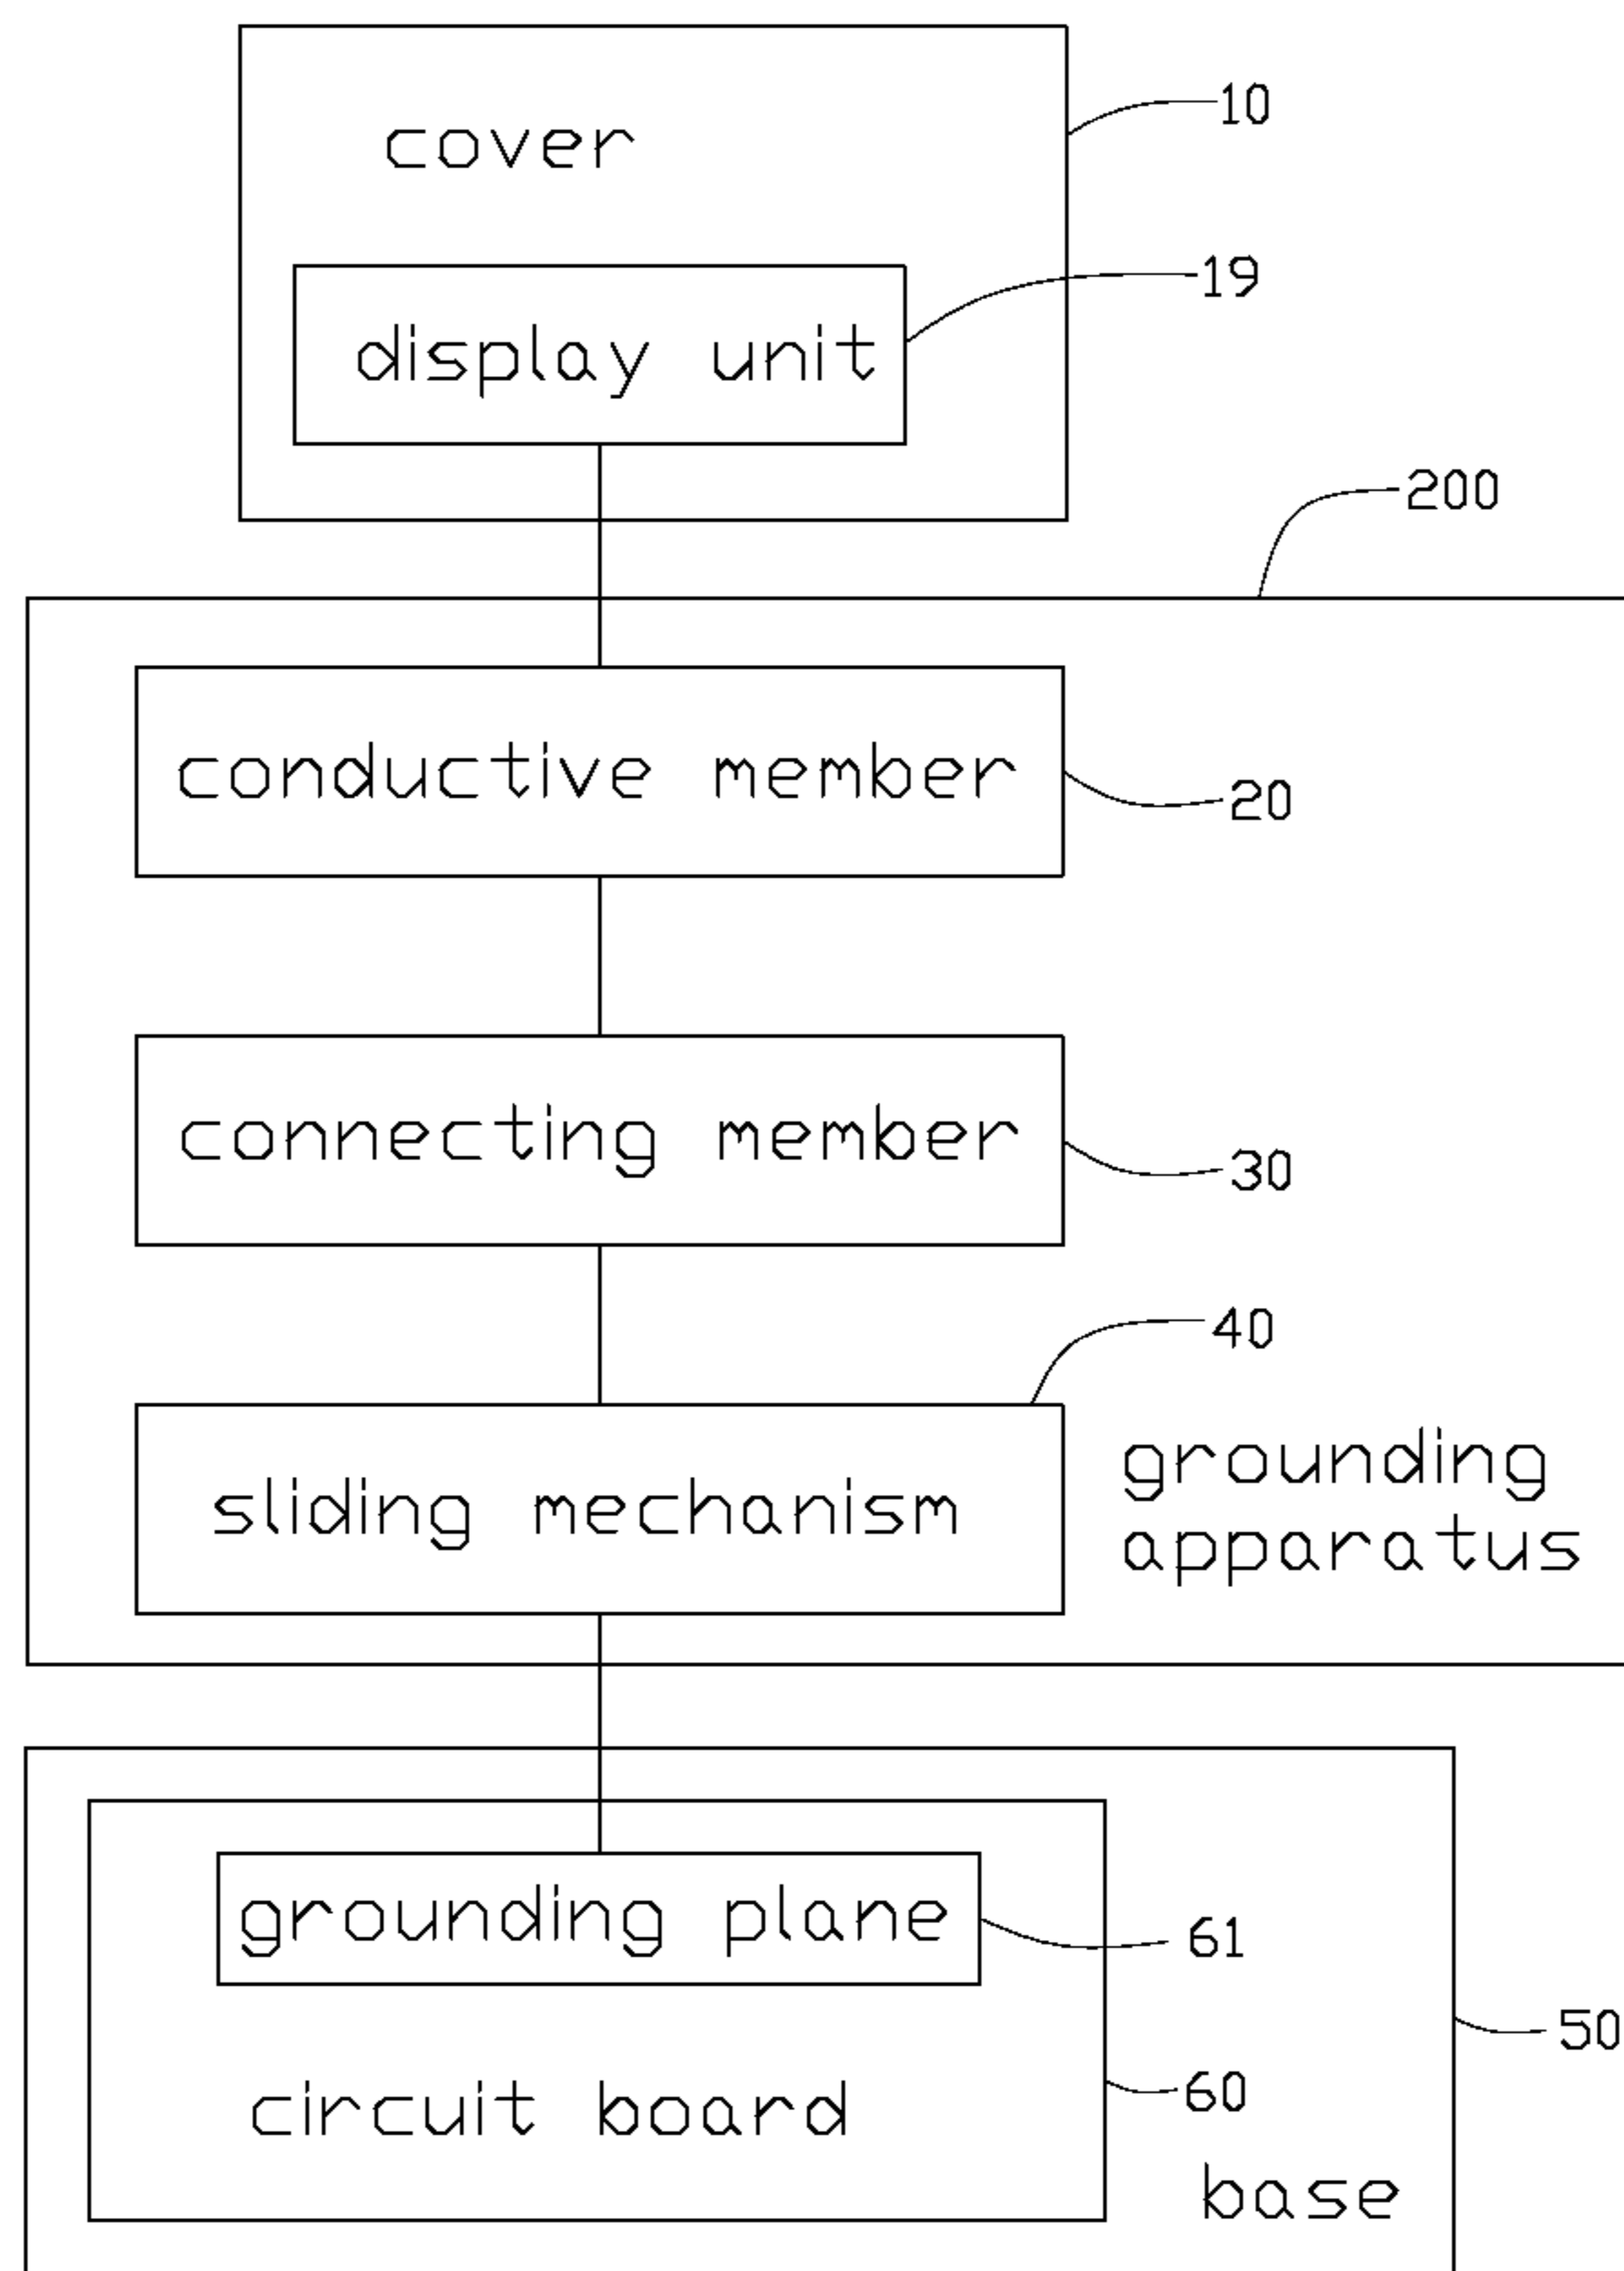 cover
10
display unit
19
200
conductive member
20
connecting member
30
40
sliding mechanism
grounding
apparatus
grounding plane
61
50
circuit board
60
base